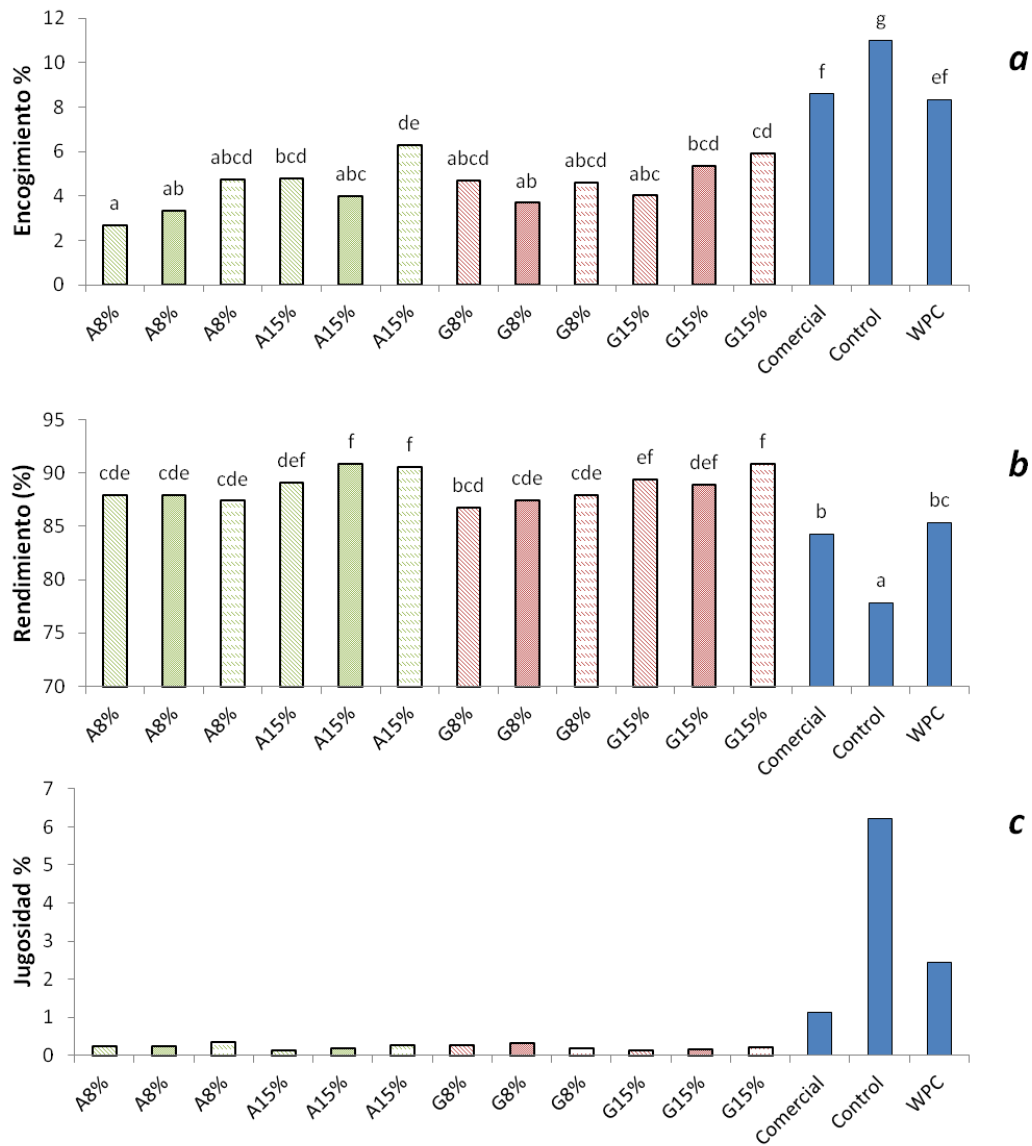 a
Encogimiento %
12
10
8
6
4
2
0
a ab abcd bcd abc de abcd ab abcd abc bcd cd f g ef
A8% A8% A8% A15% A15% A15% G8% G8% G8% G15% G15% G15% Comercial Control WPC
b
Rendimiento (%)
95
90
85
80
75
70
cde cde cde def f f bcd cde cde ef def f b a bc
A8% A8% A8% A15% A15% A15% G8% G8% G8% G15% G15% G15% Comercial Control WPC
c
Jugosidad %
7
6
5
4
3
2
1
0
A8% A8% A8% A15% A15% A15% G8% G8% G8% G15% G15% G15% Comercial Control WPC